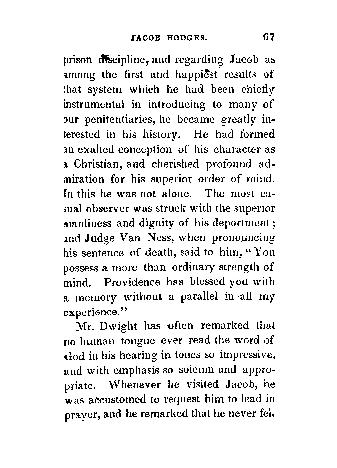 JACOB HODGES. 67
prison discipline, and regarding Jacob as
among the first and happiest results of
that system which he had been chiefly
instrumental in introducing to many of
our penitentiaries, he became greatly in-
terested in his history. He had formed
an exalted conception of his character as
a Christian, and cherished profound ad-
miration for his superior order of mind.
In this he was not alone. The most ca-
sual observer was struck with the superior
manliness and dignity of his deportment;
and Judge Van Ness, when pronouncing
his sentence of death, said to him, "You
possess a more than ordinary strength of
mind. Providence has blessed you with
a memory without a parallel in all my
experience."
Mr. Dwight has often remarked that
no human tongue ever read the word of
God in his hearing in tones so impressive,
and with emphasis so solemn and appro-
priate. Whenever he visited Jacob, he
was accustomed to request him to lead in
prayer, and he remarked that he never fel